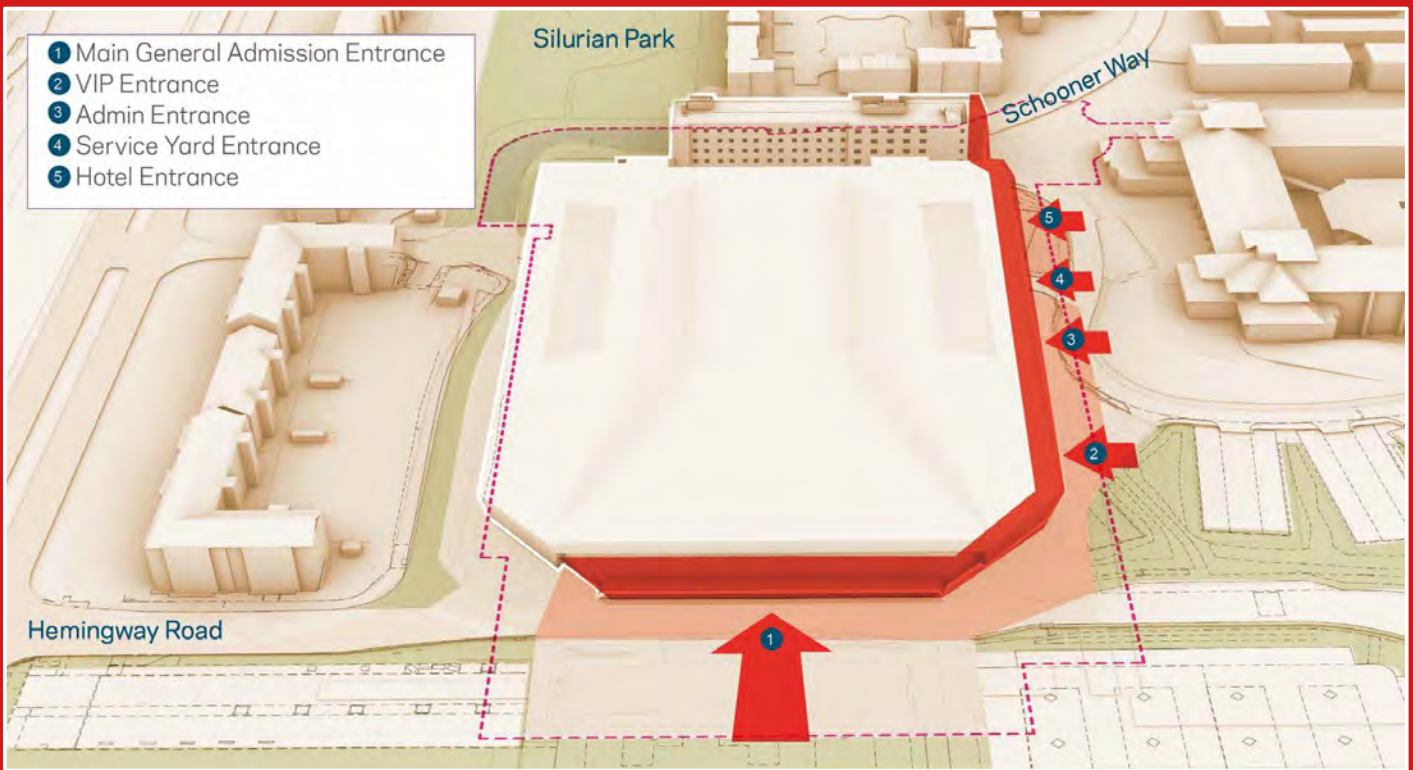 1 Main General Admission Entrance
2 VIP Entrance
3 Admin Entrance
4 Service Yard Entrance
5 Hotel Entrance
Silurian Park
Schooner Way
5
4
3
2
1
Hemingway Road